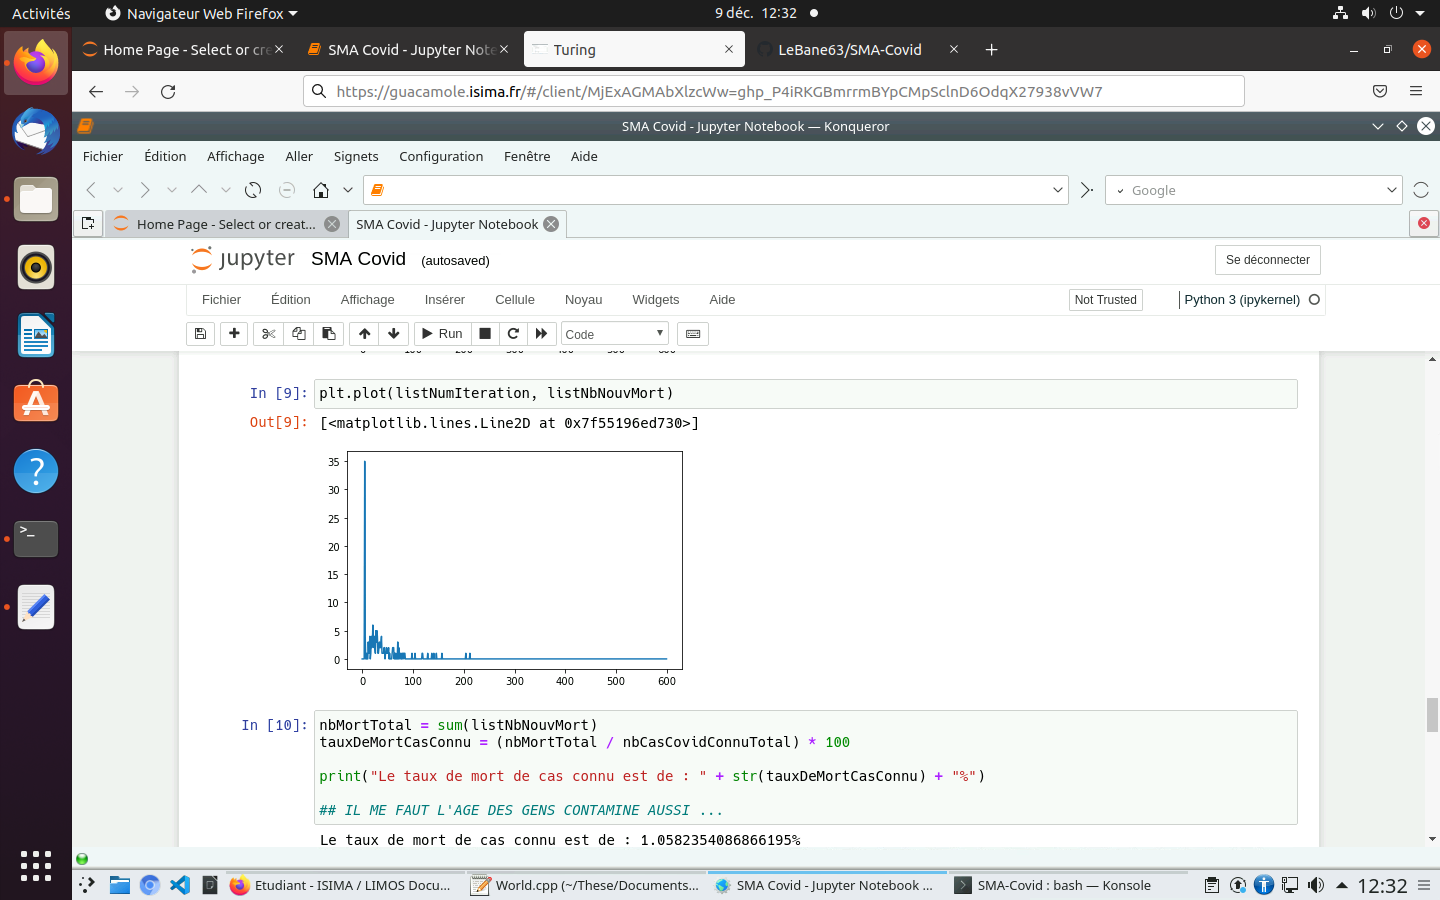 Activités
Navigateur Web Firefox
9 déc. 12:32
Home Page - Select or cre
SMA Covid - Jupyter Note
Turing
LeBane63/SMA-Covid
https://guacamole.isima.fr/#/client/MjExAGMAbXlzcWw=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
SMA Covid - Jupyter Notebook — Konqueror
Fichier Édition Affichage Aller Signets Configuration Fenêtre Aide
Google
Home Page - Select or creat...
SMA Covid - Jupyter Notebook
jupyter SMA Covid (autosaved)
Se déconnecter
Fichier Édition Affichage Insérer Cellule Noyau Widgets Aide
Not Trusted
Python 3 (ipykernel)
Run
Code
0 100 200 300 400 500 600
In [9]: plt.plot(listNumIteration, listNbNouvMort)
Out[9]: [<matplotlib.lines.Line2D at 0x7f55196ed730>]
35
30
25
20
15
10
5
0
0 100 200 300 400 500 600
In [10]: nbMortTotal = sum(listNbNouvMort)
tauxDeMortCasConnu = (nbMortTotal / nbCasCovidConnuTotal) * 100
print("Le taux de mort de cas connu est de : " + str(tauxDeMortCasConnu) + "%")
## IL ME FAUT L'AGE DES GENS CONTAMINE AUSSI ...
Le taux de mort de cas connu est de : 1.0582354086866195%
Etudiant - ISIMA / LIMOS Docu...
World.cpp (~/These/Documents...
SMA Covid - Jupyter Notebook ...
SMA-Covid : bash — Konsole
12:32